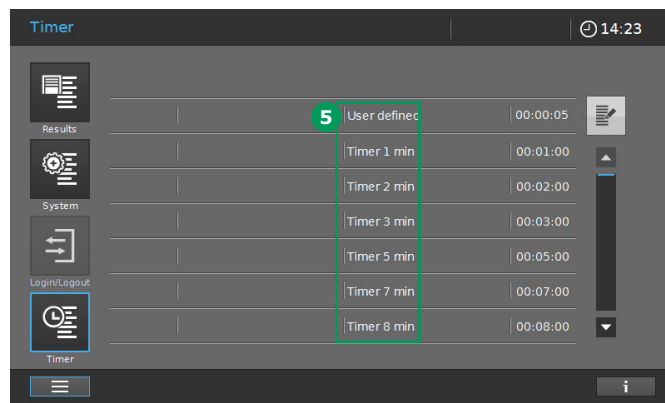 Timer
14:23
Results
System
Login/Logout
Timer
5
User defined 00:00:05
Timer 1 min 00:01:00
Timer 2 min 00:02:00
Timer 3 min 00:03:00
Timer 5 min 00:05:00
Timer 7 min 00:07:00
Timer 8 min 00:08:00
i